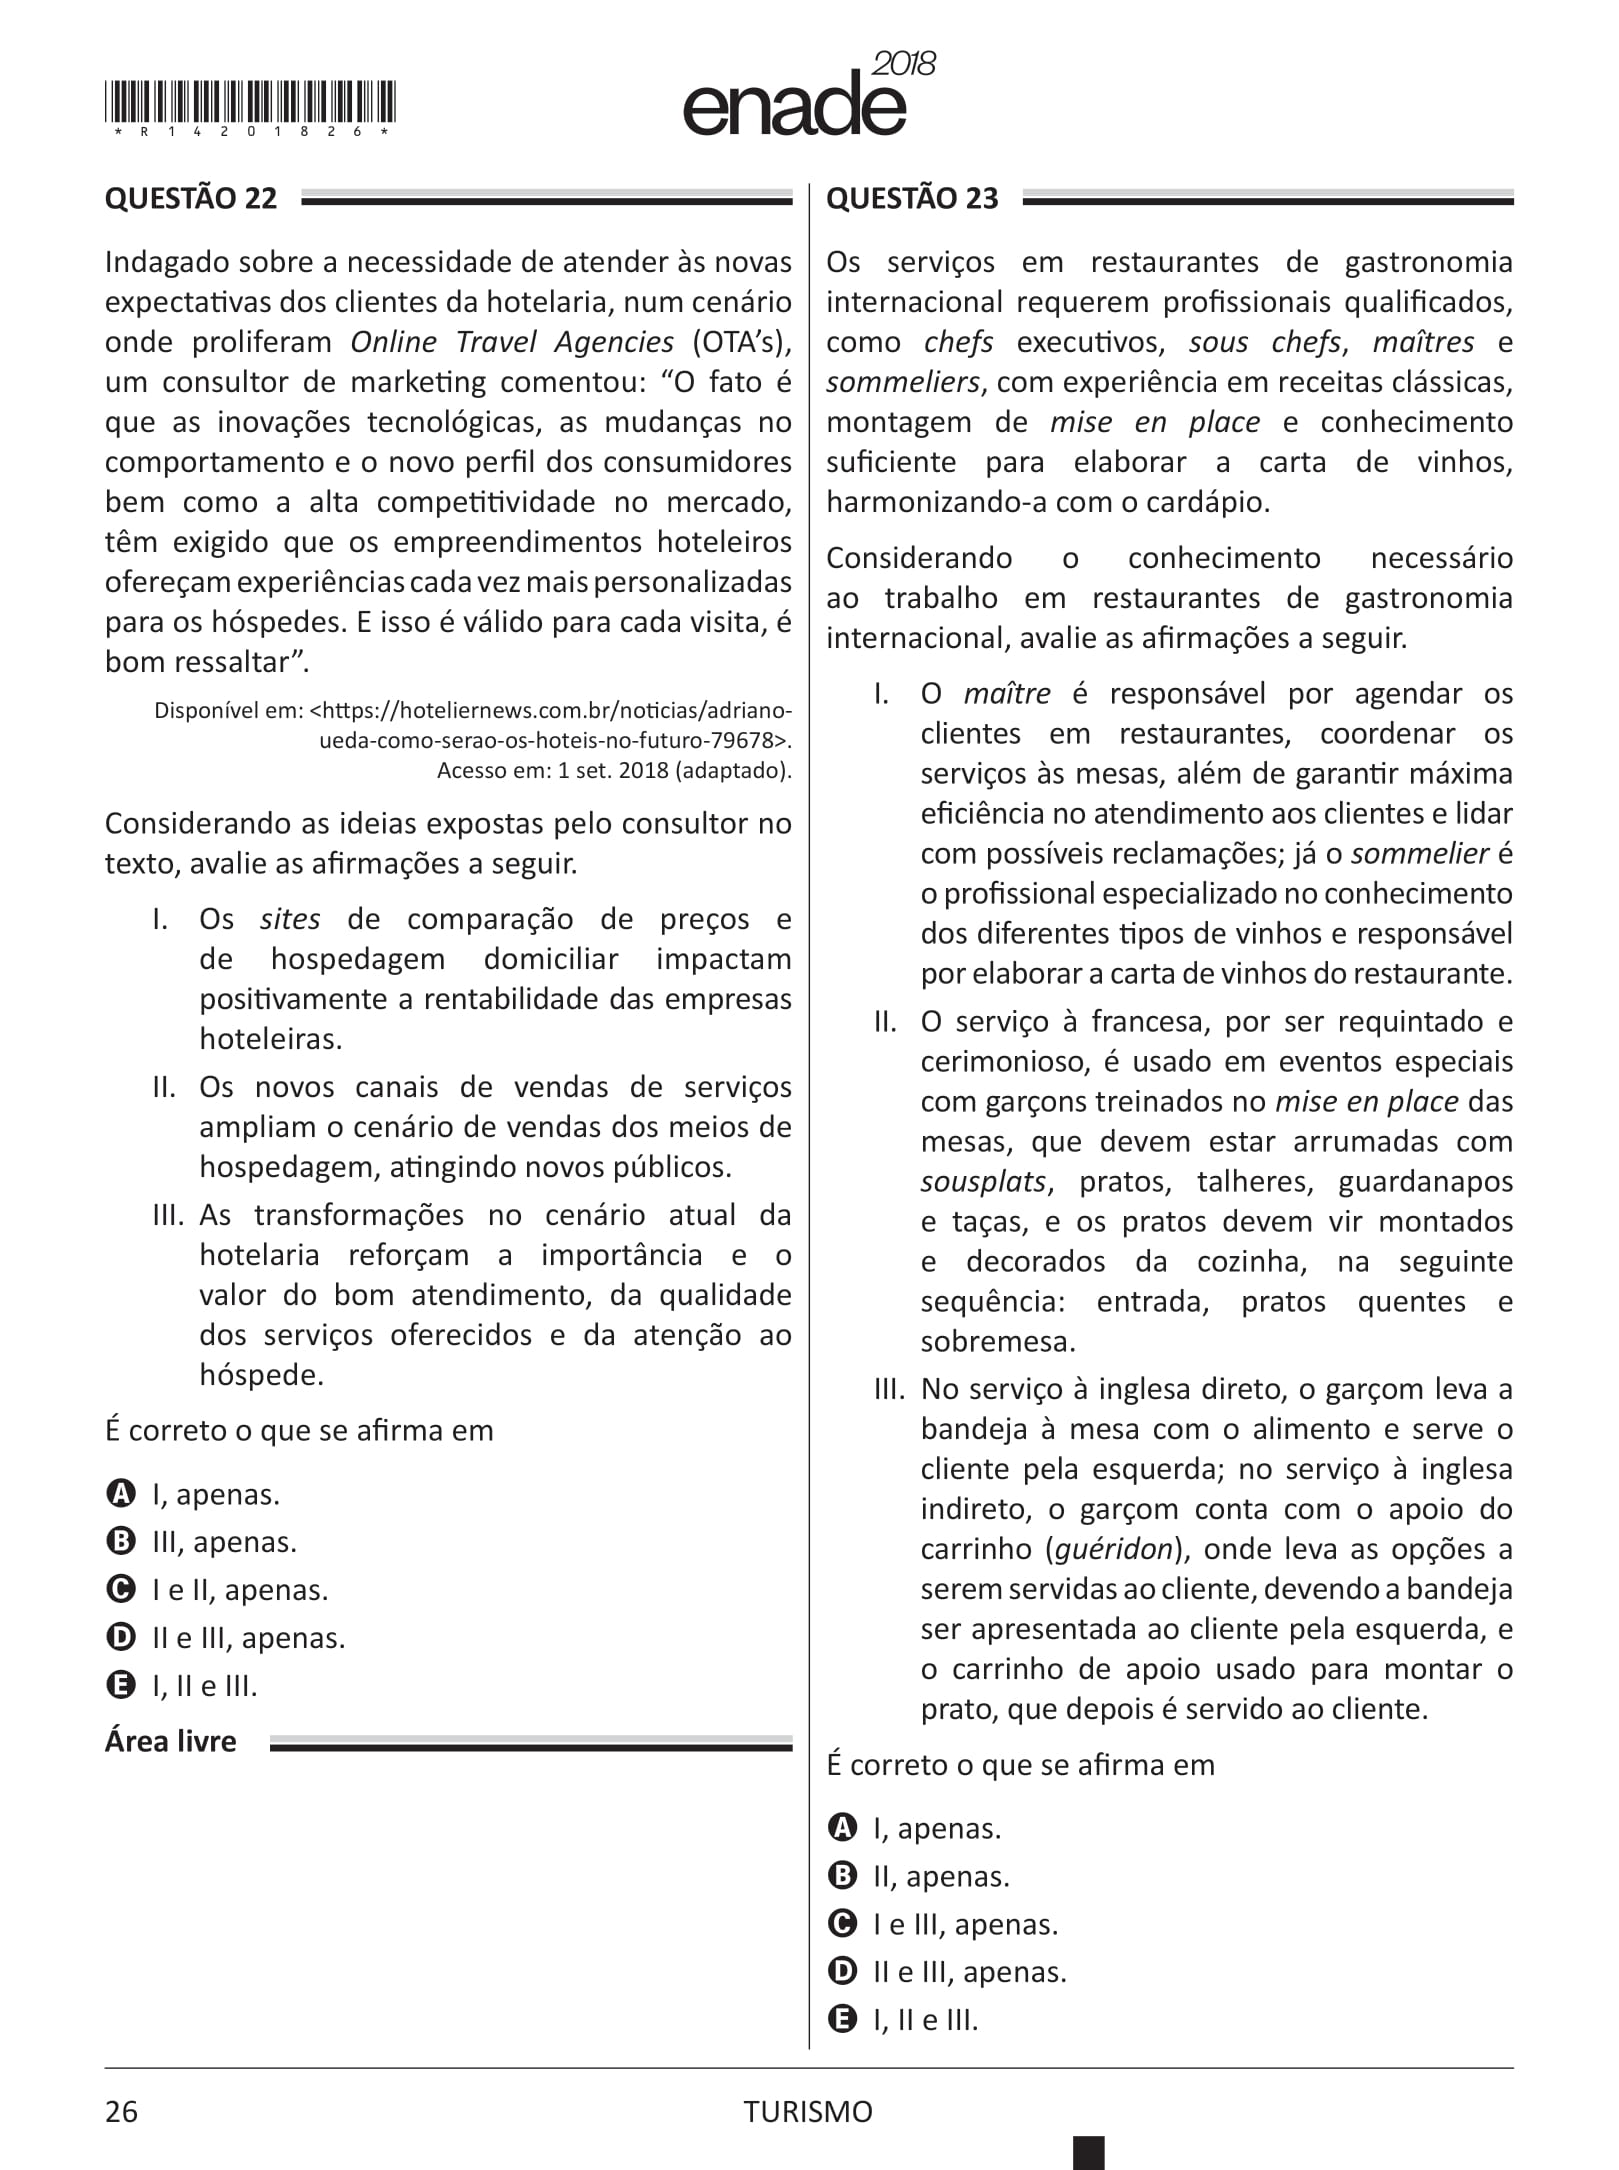 * R 1 4 2 0 1 8 2 6 *
enade 2018
QUESTÃO 22
Indagado sobre a necessidade de atender às novas
expectativas dos clientes da hotelaria, num cenário
onde proliferam Online Travel Agencies (OTA’s),
um consultor de marketing comentou: “O fato é
que as inovações tecnológicas, as mudanças no
comportamento e o novo perfil dos consumidores
bem como a alta competitividade no mercado,
têm exigido que os empreendimentos hoteleiros
ofereçam experiências cada vez mais personalizadas
para os hóspedes. E isso é válido para cada visita, é
bom ressaltar”.
Disponível em: <https://hoteliernews.com.br/noticias/adriano-
ueda-como-serao-os-hoteis-no-futuro-79678>.
Acesso em: 1 set. 2018 (adaptado).
Considerando as ideias expostas pelo consultor no
texto, avalie as afirmações a seguir.
I. Os sites de comparação de preços e
de hospedagem domiciliar impactam
positivamente a rentabilidade das empresas
hoteleiras.
II. Os novos canais de vendas de serviços
ampliam o cenário de vendas dos meios de
hospedagem, atingindo novos públicos.
III. As transformações no cenário atual da
hotelaria reforçam a importância e o
valor do bom atendimento, da qualidade
dos serviços oferecidos e da atenção ao
hóspede.
É correto o que se afirma em
A I, apenas.
B III, apenas.
C I e II, apenas.
D II e III, apenas.
E I, II e III.
Área livre
QUESTÃO 23
Os serviços em restaurantes de gastronomia
internacional requerem profissionais qualificados,
como chefs executivos, sous chefs, maîtres e
sommeliers, com experiência em receitas clássicas,
montagem de mise en place e conhecimento
suficiente para elaborar a carta de vinhos,
harmonizando-a com o cardápio.
Considerando o conhecimento necessário
ao trabalho em restaurantes de gastronomia
internacional, avalie as afirmações a seguir.
I. O maître é responsável por agendar os
clientes em restaurantes, coordenar os
serviços às mesas, além de garantir máxima
eficiência no atendimento aos clientes e lidar
com possíveis reclamações; já o sommelier é
o profissional especializado no conhecimento
dos diferentes tipos de vinhos e responsável
por elaborar a carta de vinhos do restaurante.
II. O serviço à francesa, por ser requintado e
cerimonioso, é usado em eventos especiais
com garçons treinados no mise en place das
mesas, que devem estar arrumadas com
sousplats, pratos, talheres, guardanapos
e taças, e os pratos devem vir montados
e decorados da cozinha, na seguinte
sequência: entrada, pratos quentes e
sobremesa.
III. No serviço à inglesa direto, o garçom leva a
bandeja à mesa com o alimento e serve o
cliente pela esquerda; no serviço à inglesa
indireto, o garçom conta com o apoio do
carrinho (guéridon), onde leva as opções a
serem servidas ao cliente, devendo a bandeja
ser apresentada ao cliente pela esquerda, e
o carrinho de apoio usado para montar o
prato, que depois é servido ao cliente.
É correto o que se afirma em
A I, apenas.
B II, apenas.
C I e III, apenas.
D II e III, apenas.
E I, II e III.
26
TURISMO